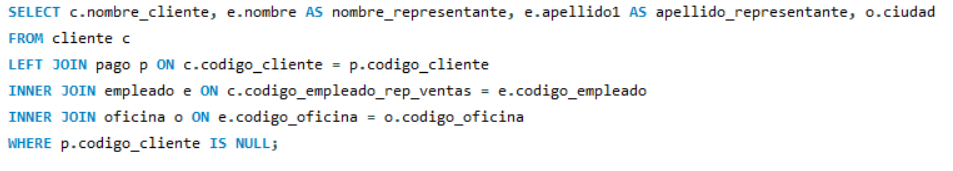 SELECT c.nombre_cliente, e.nombre AS nombre_representante, e.apellido1 AS apellido_representante, o.ciudad
FROM cliente c
LEFT JOIN pago p ON c.codigo_cliente = p.codigo_cliente
INNER JOIN empleado e ON c.codigo_empleado_rep_ventas = e.codigo_empleado
INNER JOIN oficina o ON e.codigo_oficina = o.codigo_oficina
WHERE p.codigo_cliente IS NULL;